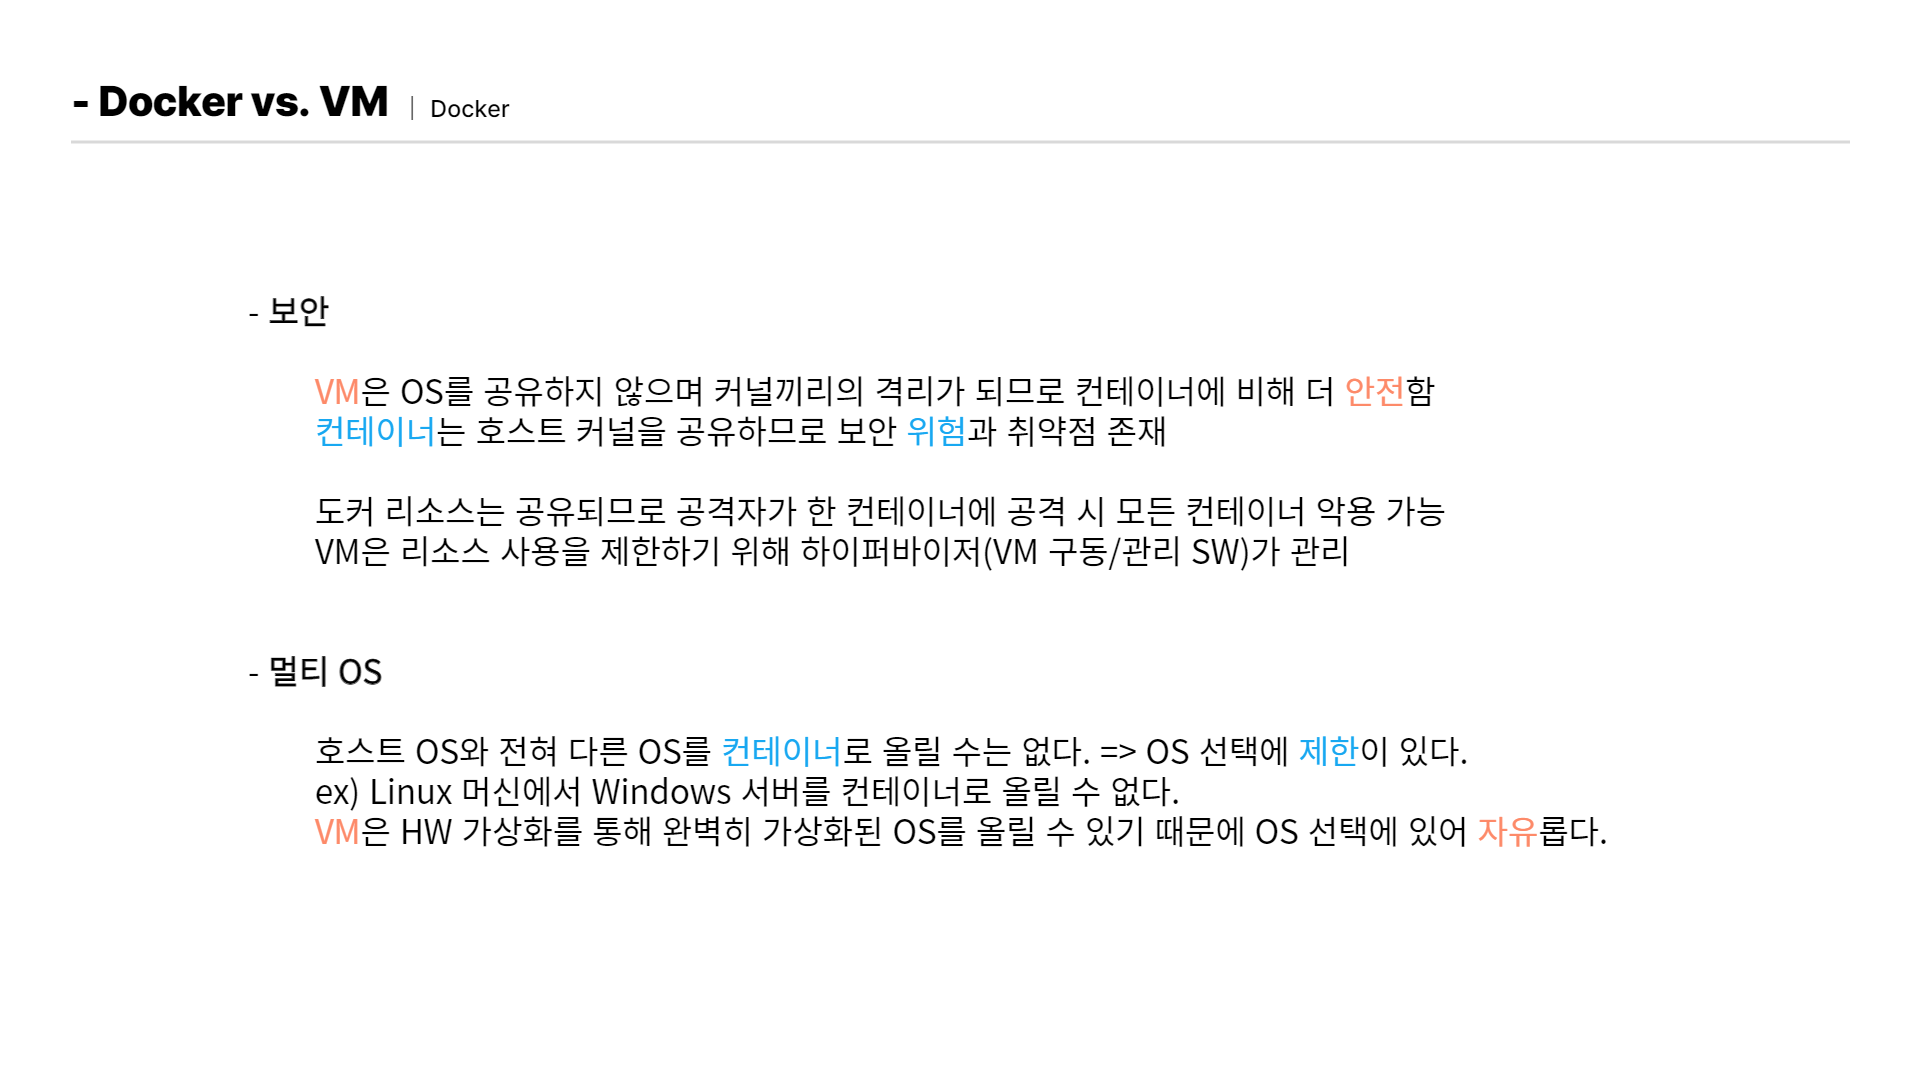 - Docker vs. VM | Docker
- 보안
VM은 OS를 공유하지 않으며 커널끼리의 격리가 되므로 컨테이너에 비해 더 안전함
컨테이너는 호스트 커널을 공유하므로 보안 위험과 취약점 존재
도커 리소스는 공유되므로 공격자가 한 컨테이너에 공격 시 모든 컨테이너 악용 가능
VM은 리소스 사용을 제한하기 위해 하이퍼바이저(VM 구동/관리 SW)가 관리
- 멀티 OS
호스트 OS와 전혀 다른 OS를 컨테이너로 올릴 수는 없다. => OS 선택에 제한이 있다.
ex) Linux 머신에서 Windows 서버를 컨테이너로 올릴 수 없다.
VM은 HW 가상화를 통해 완벽히 가상화된 OS를 올릴 수 있기 때문에 OS 선택에 있어 자유롭다.